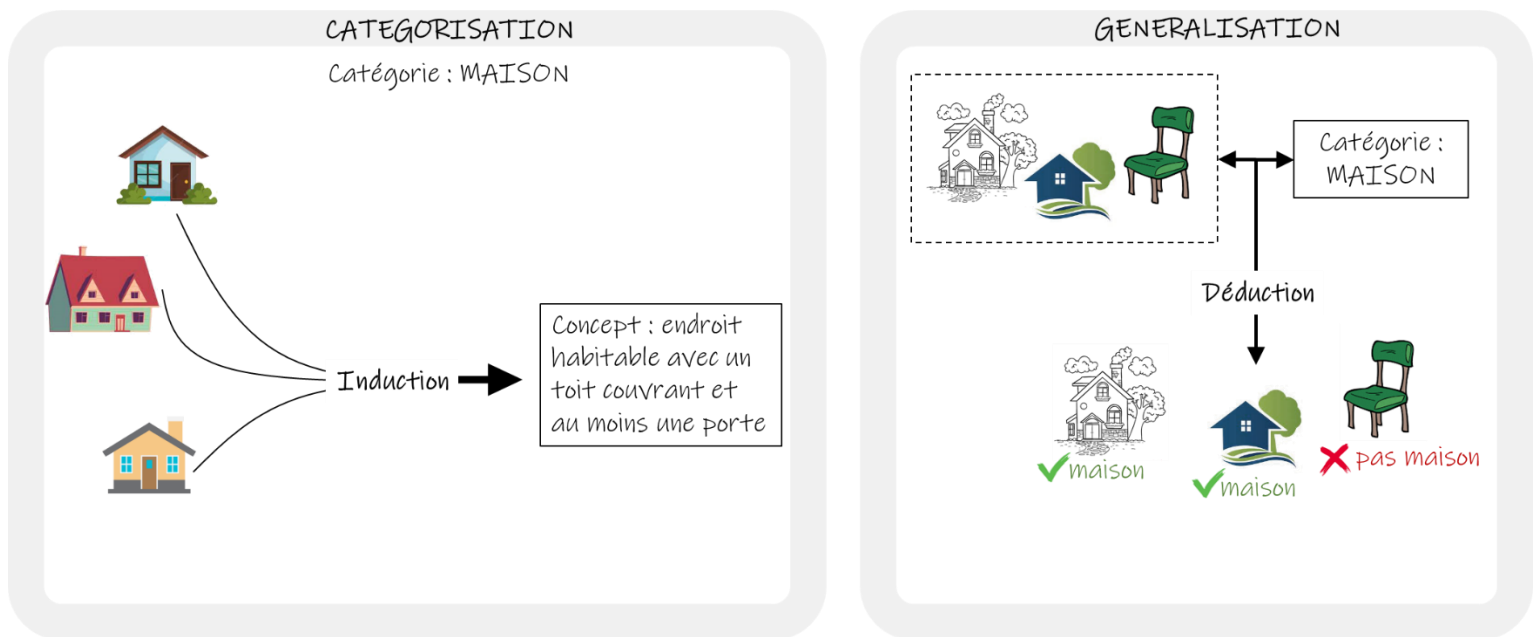 CATEGORISATION
Catégorie : MAISON
Induction
Concept : endroit
habitable avec un
toit couvrant et
au moins une porte
GENERALISATION
Catégorie :
MAISON
Déduction
maison
maison
pas maison